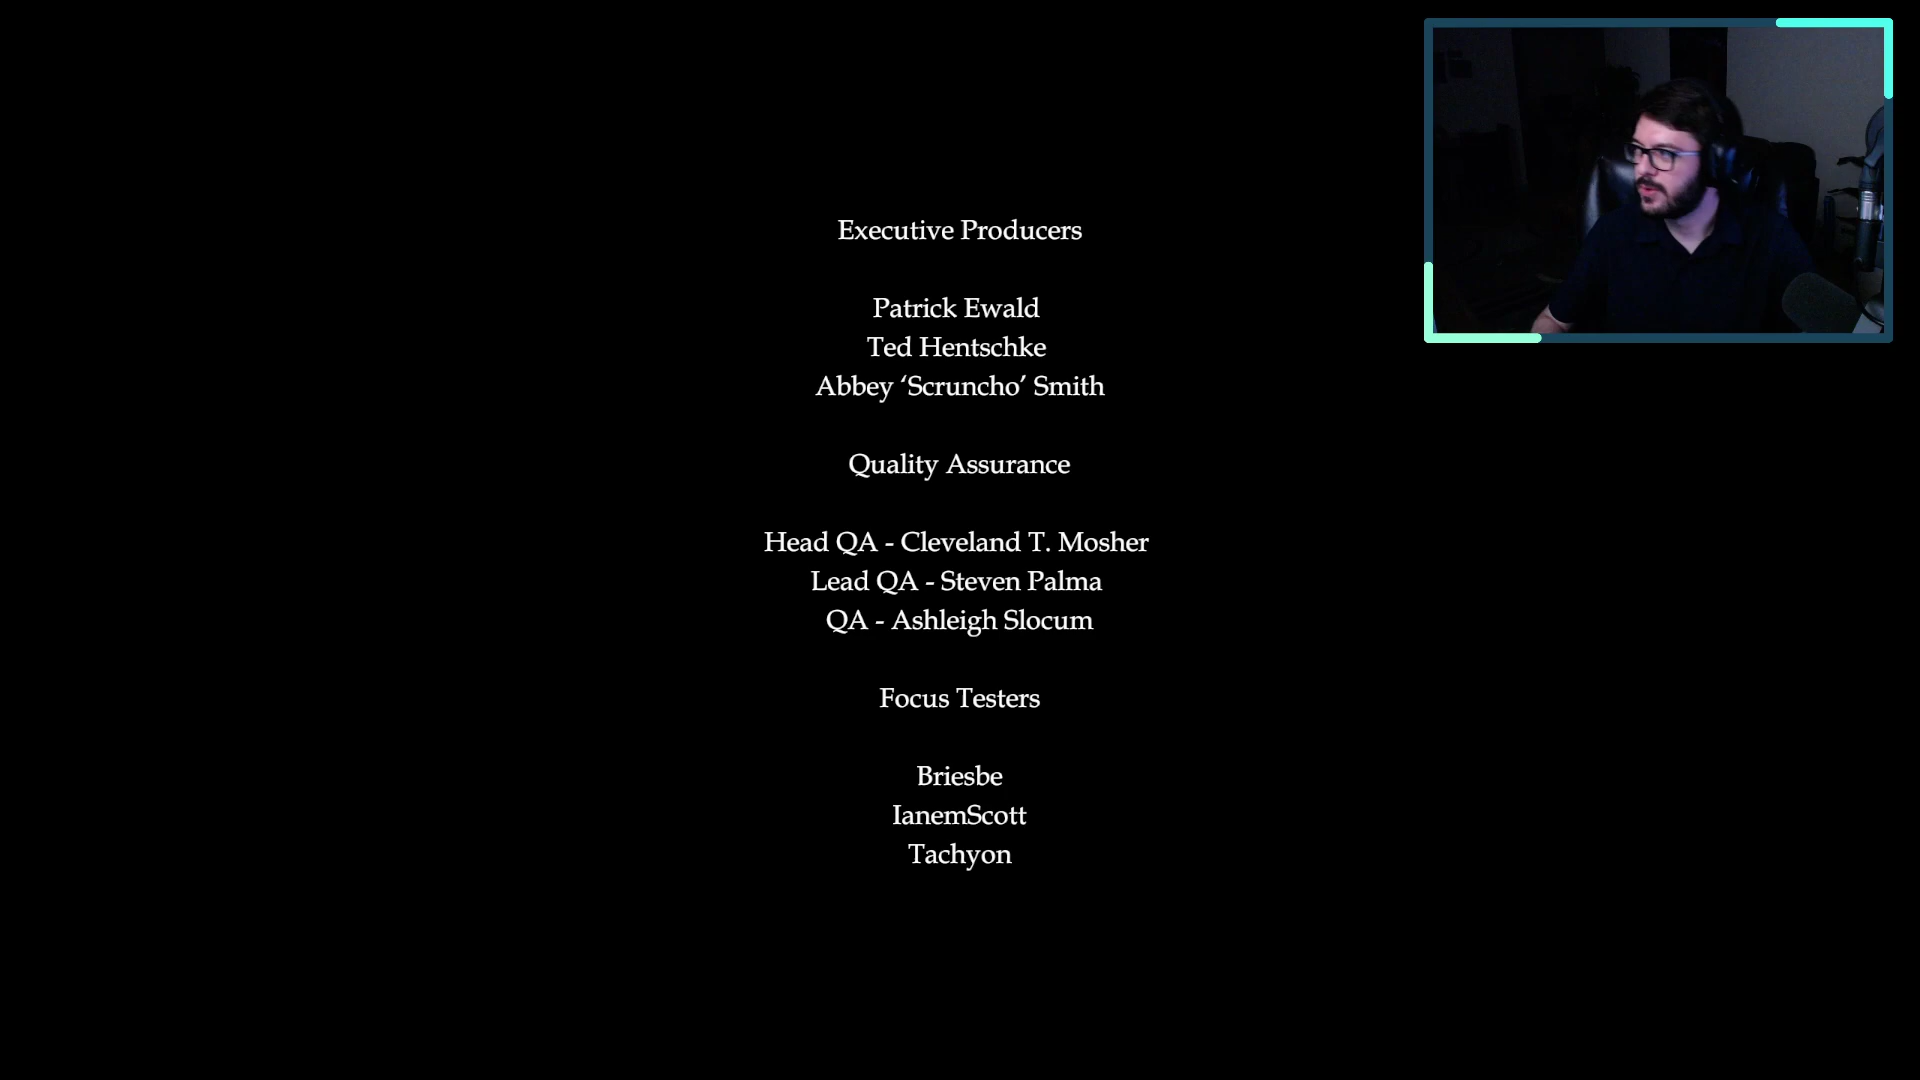 Executive Producers
Patrick Ewald
Ted Hentschke
Abbey ‘Scruncho’ Smith
Quality Assurance
Head QA - Cleveland T. Mosher
Lead QA - Steven Palma
QA - Ashleigh Slocum
Focus Testers
Briesbe
IanemScott
Tachyon